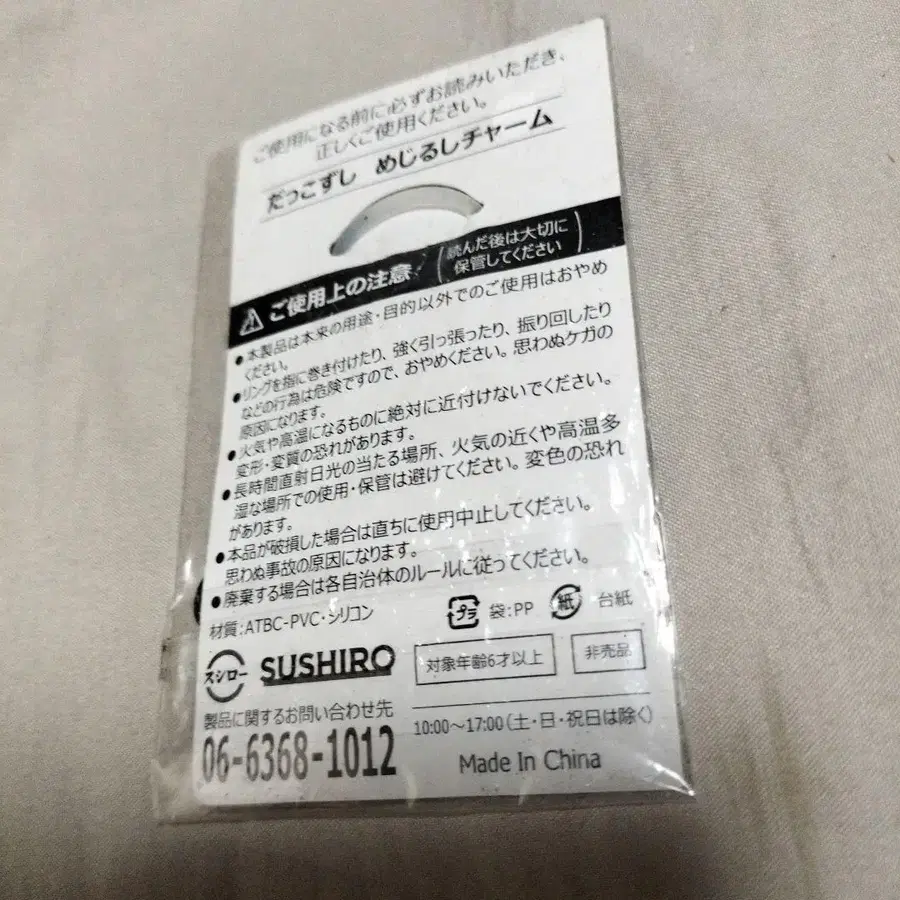 ご使用になる前に必ずお読みいただき、
正しくご使用ください。
だっこずし めじるしチャーム
ご使用上の注意 (読んだ後は大切に
保管してください)
●本製品は本来の用途・目的以外でのご使用はおやめ
ください。
●リングを指に巻き付けたり、強く引っ張ったり、振り回したり
などの行為は危険ですので、おやめください。思わぬケガの
原因になります。
●火気や高温になるものに絶対に近付けないでください。
変形・変質の恐れがあります。
●長時間直射日光の当たる場所、火気の近くや高温多
湿な場所での使用・保管は避けてください。変色の恐れ
があります。
●本品が破損した場合は直ちに使用中止してください。
思わぬ事故の原因になります。
●廃棄する場合は各自治体のルールに従ってください。
材質:ATBC-PVC・シリコン
プラ 袋:PP 紙 台紙
スシロー SUSHIRO 対象年齢6才以上 非売品
製品に関するお問い合わせ先
10:00〜17:00(土・日・祝日は除く)
06-6368-1012 Made In China